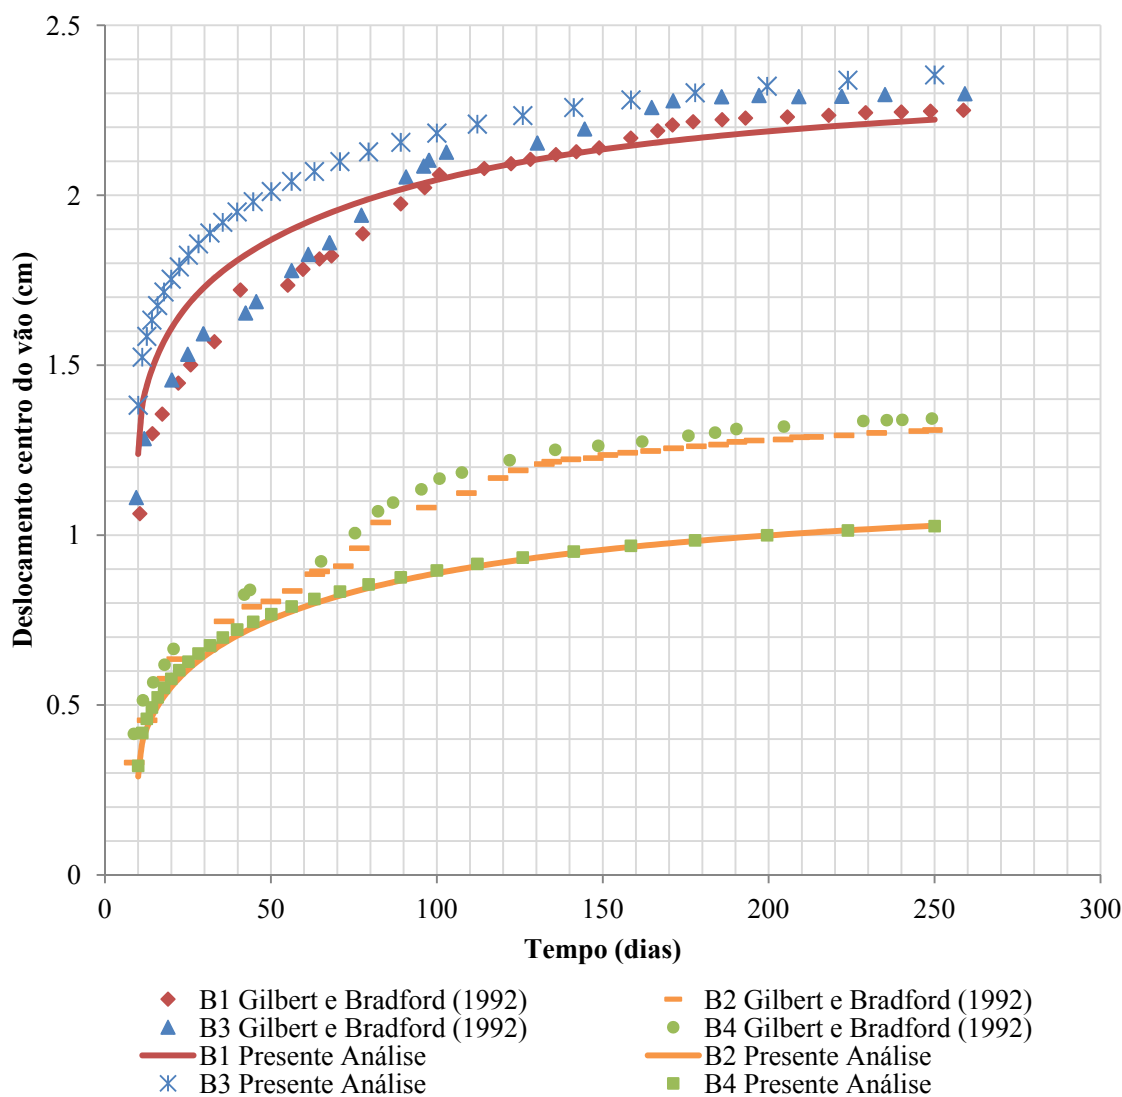 2.5
2
1.5
1
0.5
0
0
50
100
150
200
250
300
Deslocamento centro do vão (cm)
Tempo (dias)
B1 Gilbert e Bradford (1992)
B2 Gilbert e Bradford (1992)
B3 Gilbert e Bradford (1992)
B4 Gilbert e Bradford (1992)
B1 Presente Análise
B2 Presente Análise
B3 Presente Análise
B4 Presente Análise